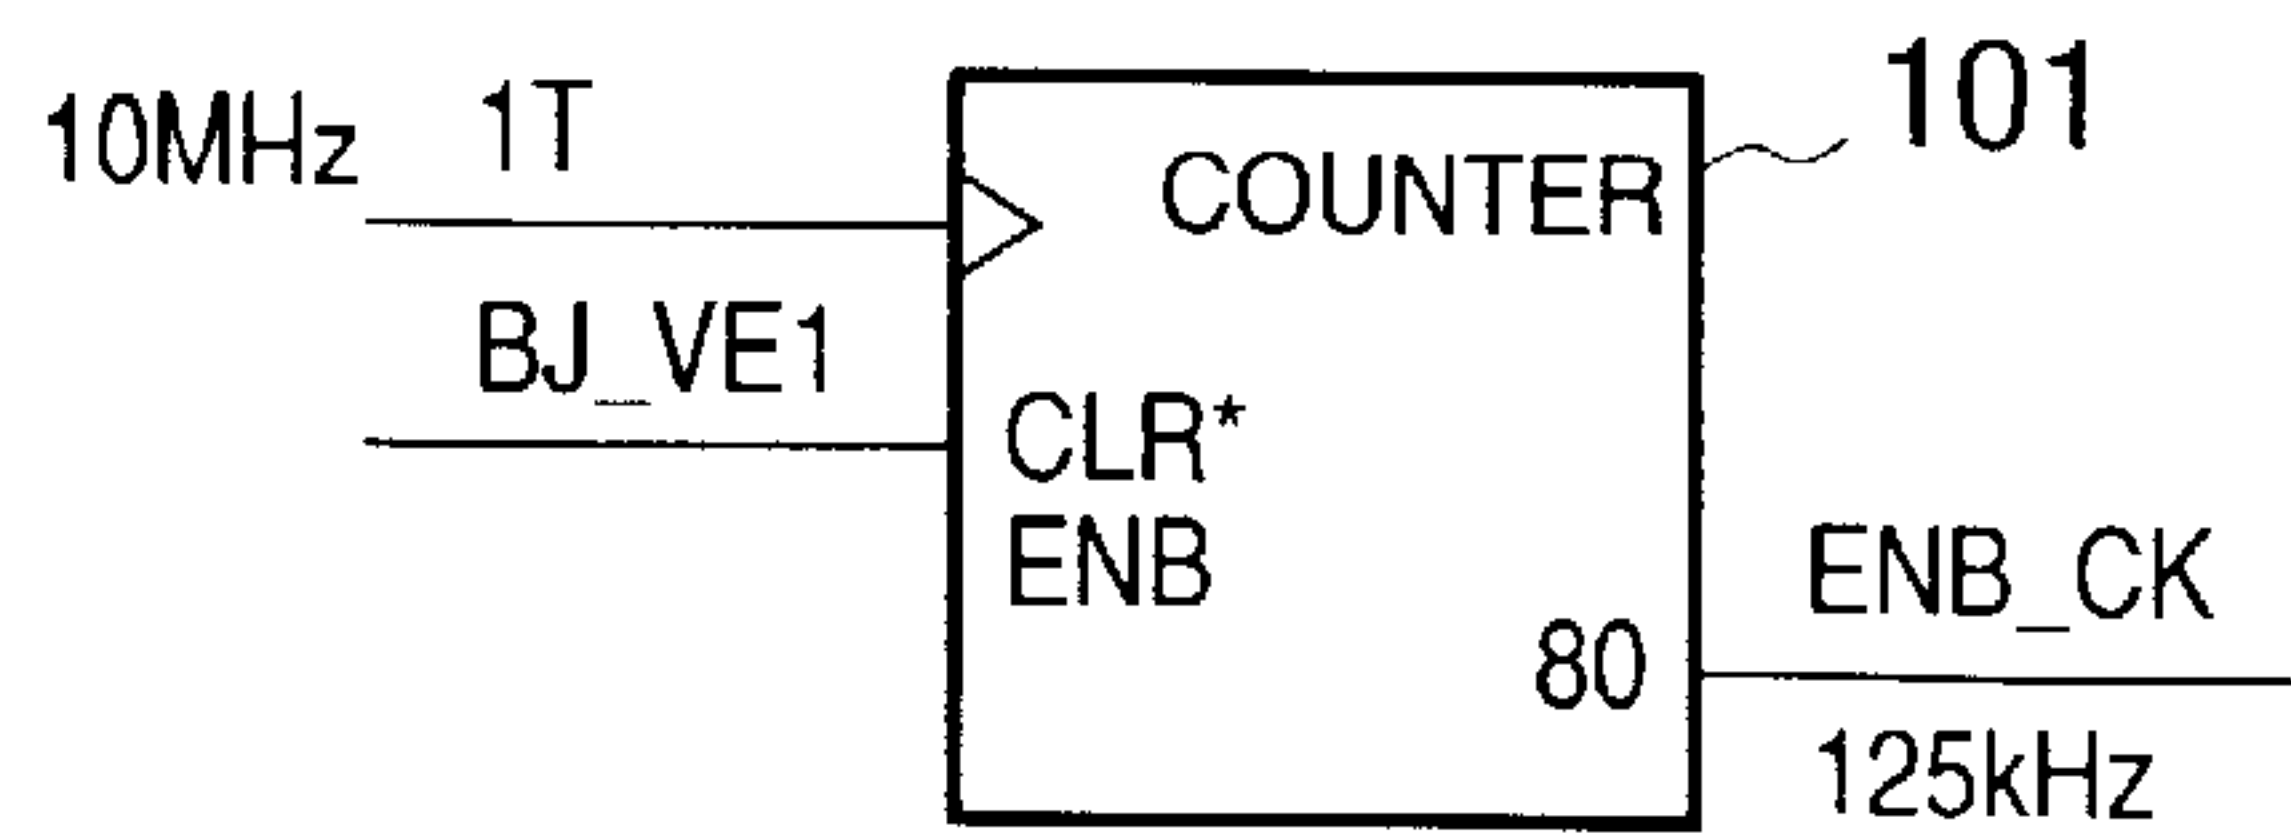 10MHz 1T
COUNTER
101
BJ_VE1
CLR*
ENB
80
ENB_CK
125kHz